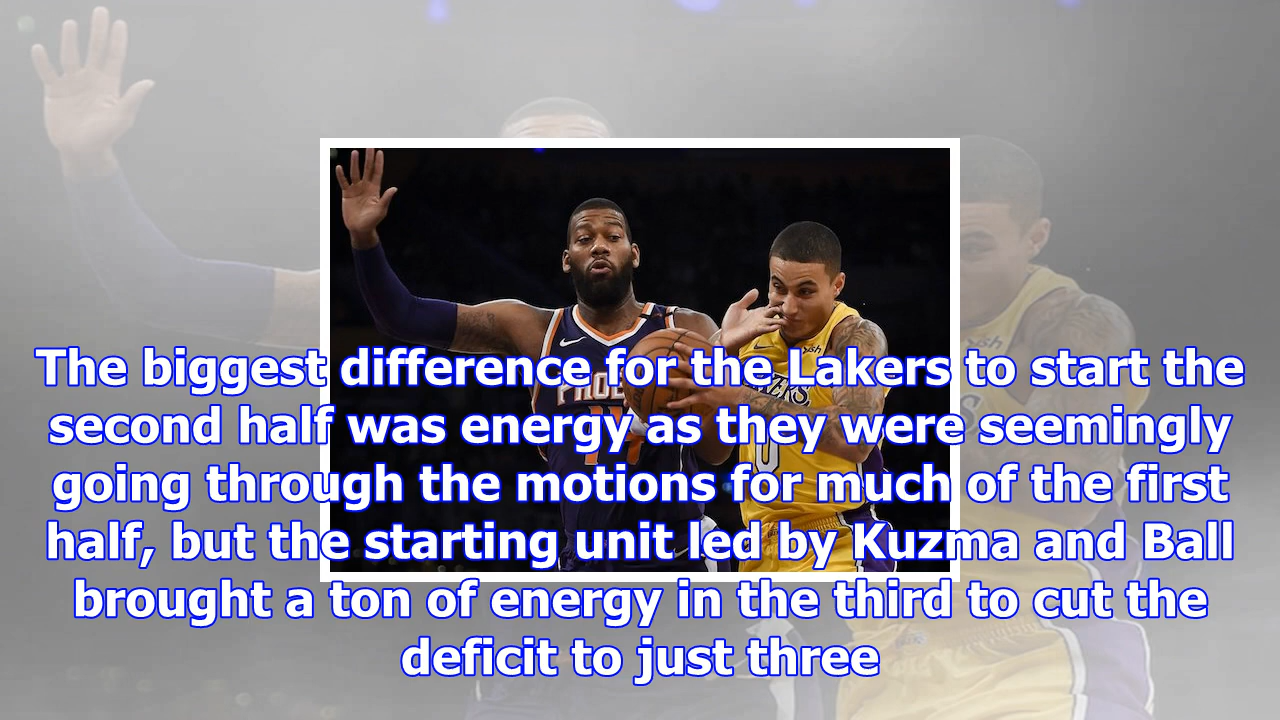 The biggest difference for the Lakers to start the
second half was energy as they were seemingly
going through the motions for much of the first
half, but the starting unit led by Kuzma and Ball
brought a ton of energy in the third to cut the
deficit to just three